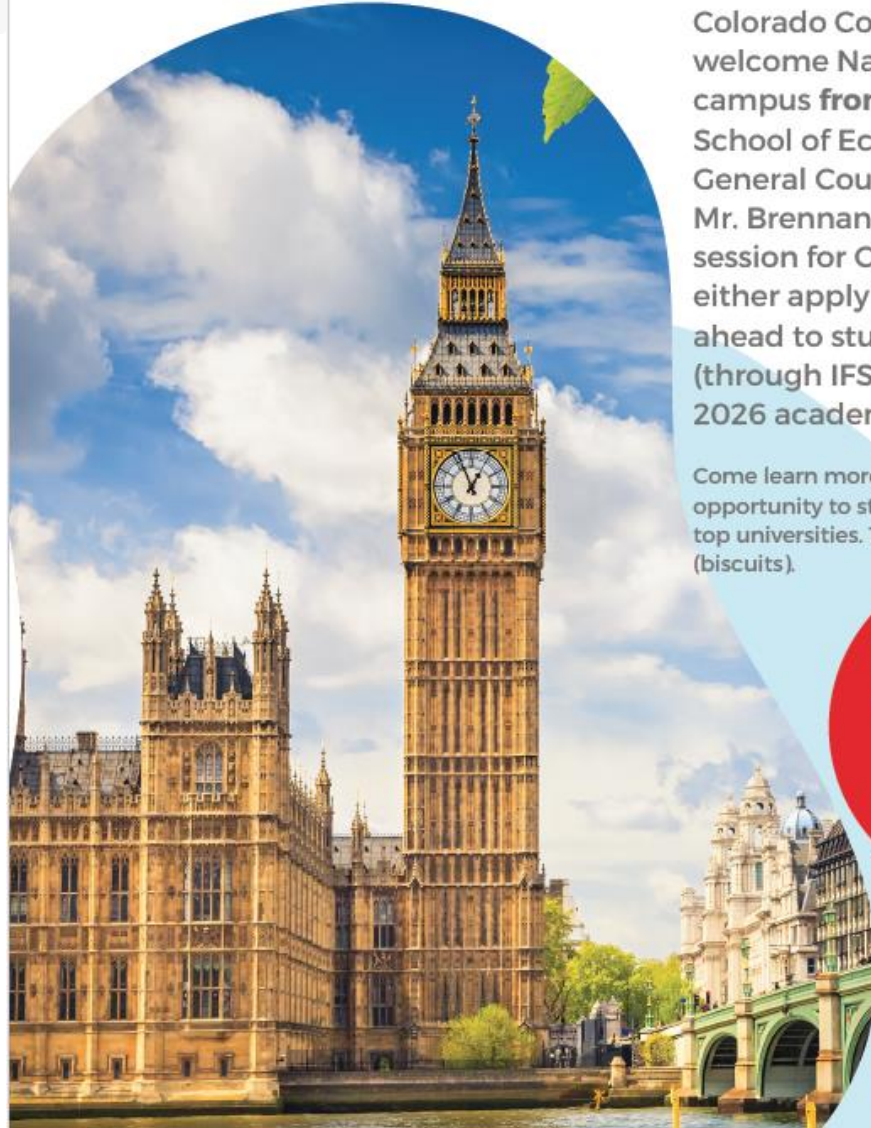 Colorado Co
welcome Na
campus fror
School of Ec
General Cou
Mr. Brennan
session for C
either apply
ahead to stu
(through IFS
2026 acader
Come learn more
opportunity to st
top universities. T
(biscuits).